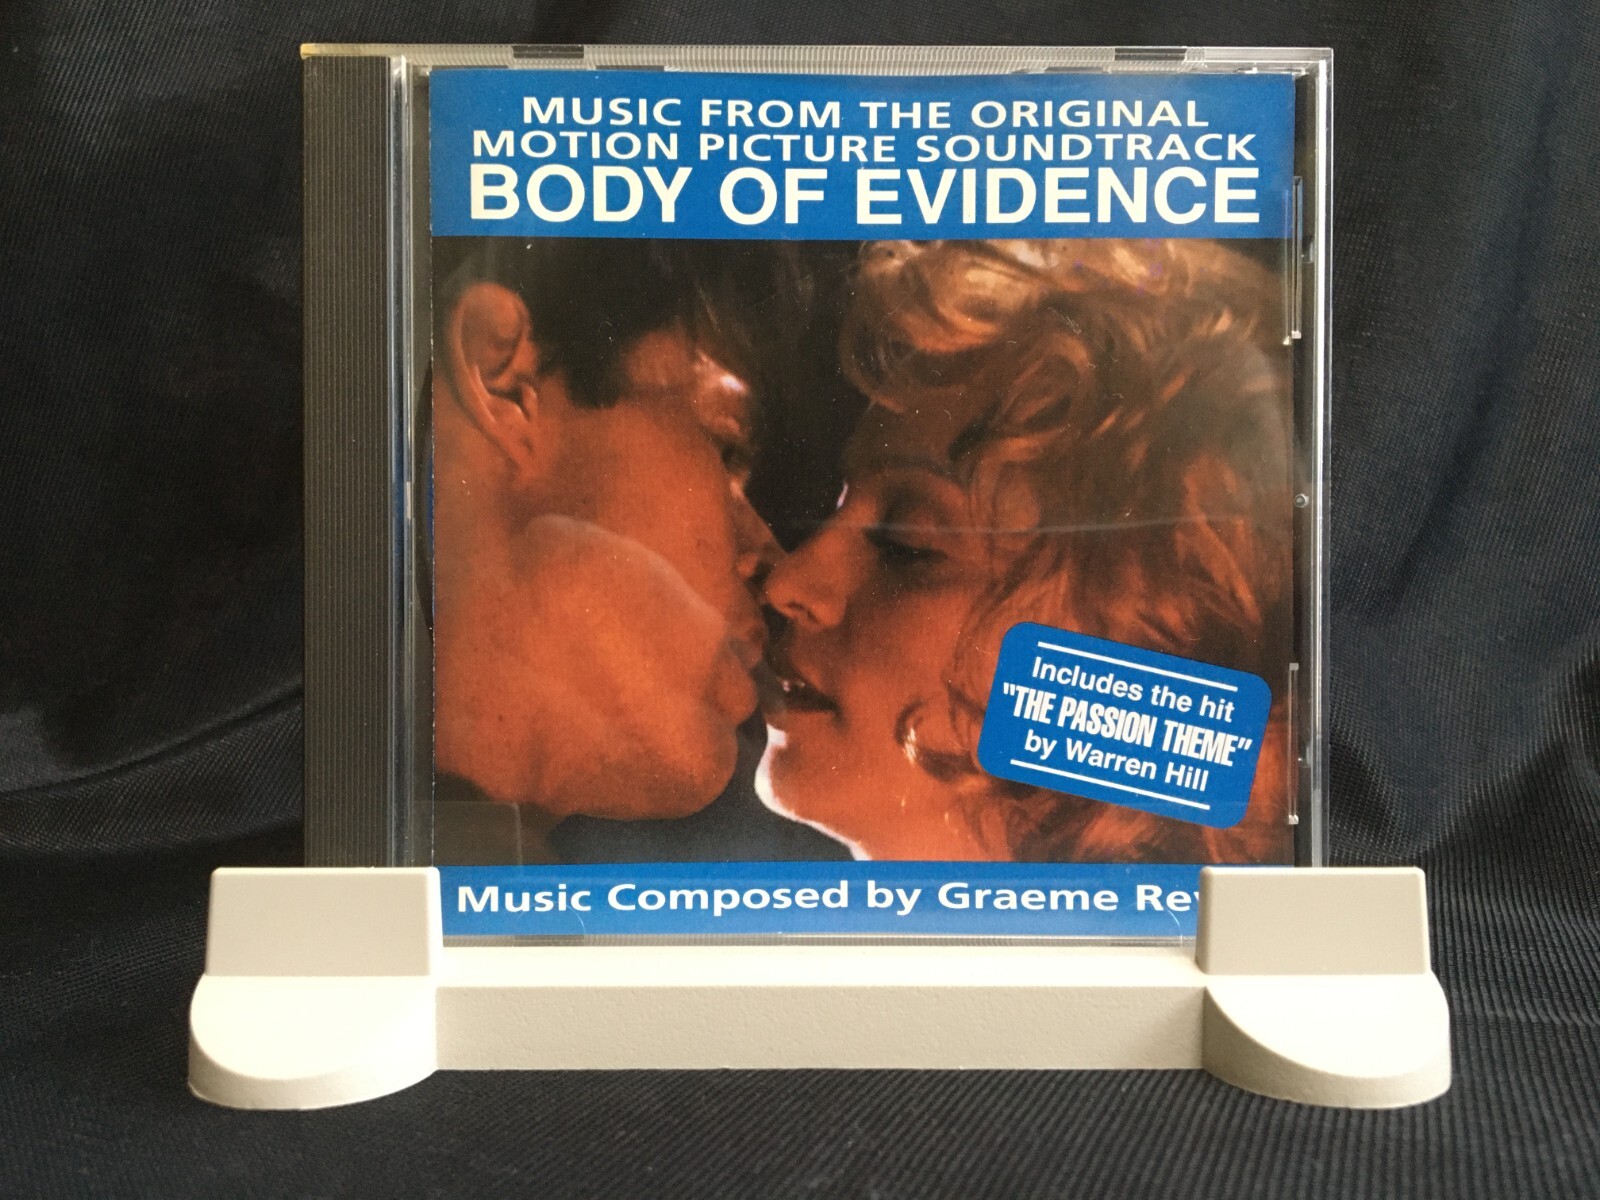 MUSIC FROM THE ORIGINAL
MOTION PICTURE SOUNDTRACK
BODY OF EVIDENCE
Includes the hit
"THE PASSION THEME"
by Warren Hill
Music Composed by Graeme